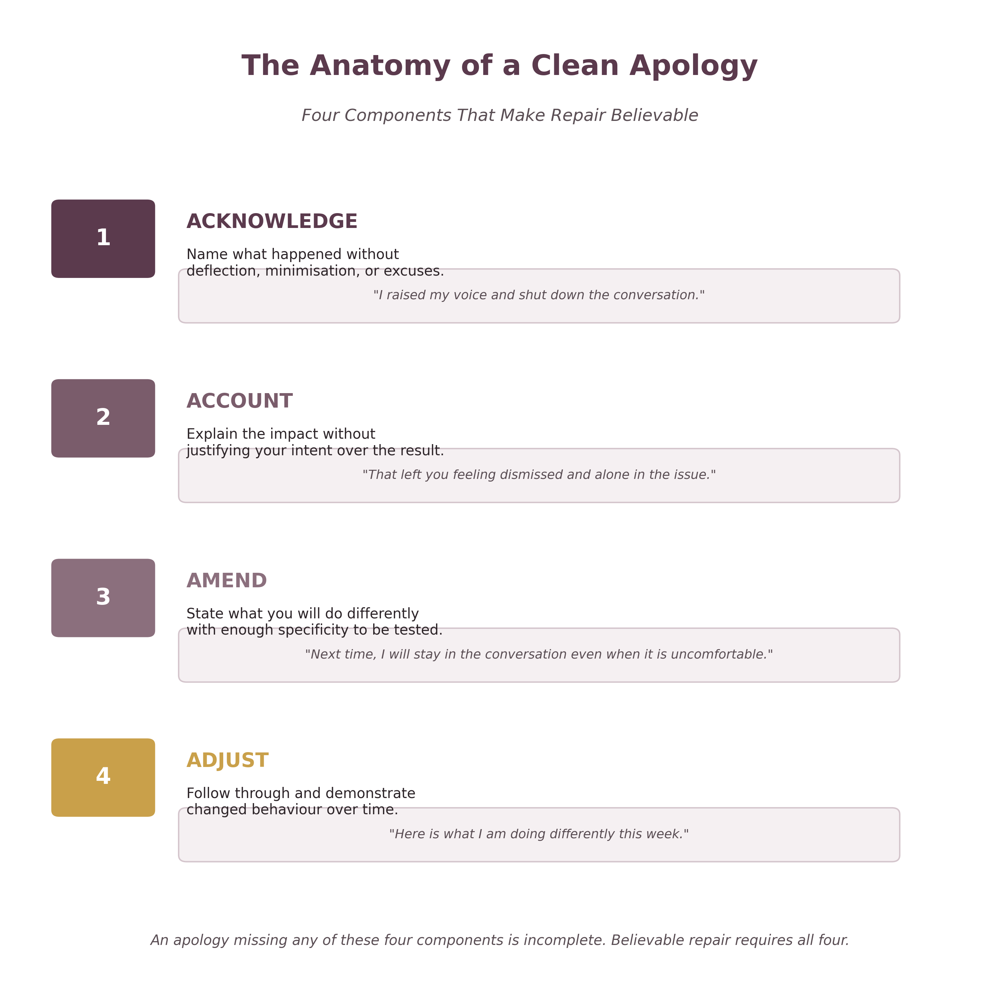 The Anatomy of a Clean Apology
Four Components That Make Repair Believable
1
ACKNOWLEDGE
Name what happened without
deflection, minimisation, or excuses.
"I raised my voice and shut down the conversation."
2
ACCOUNT
Explain the impact without
justifying your intent over the result.
"That left you feeling dismissed and alone in the issue."
3
AMEND
State what you will do differently
with enough specificity to be tested.
"Next time, I will stay in the conversation even when it is uncomfortable."
4
ADJUST
Follow through and demonstrate
changed behaviour over time.
"Here is what I am doing differently this week."
An apology missing any of these four components is incomplete. Believable repair requires all four.